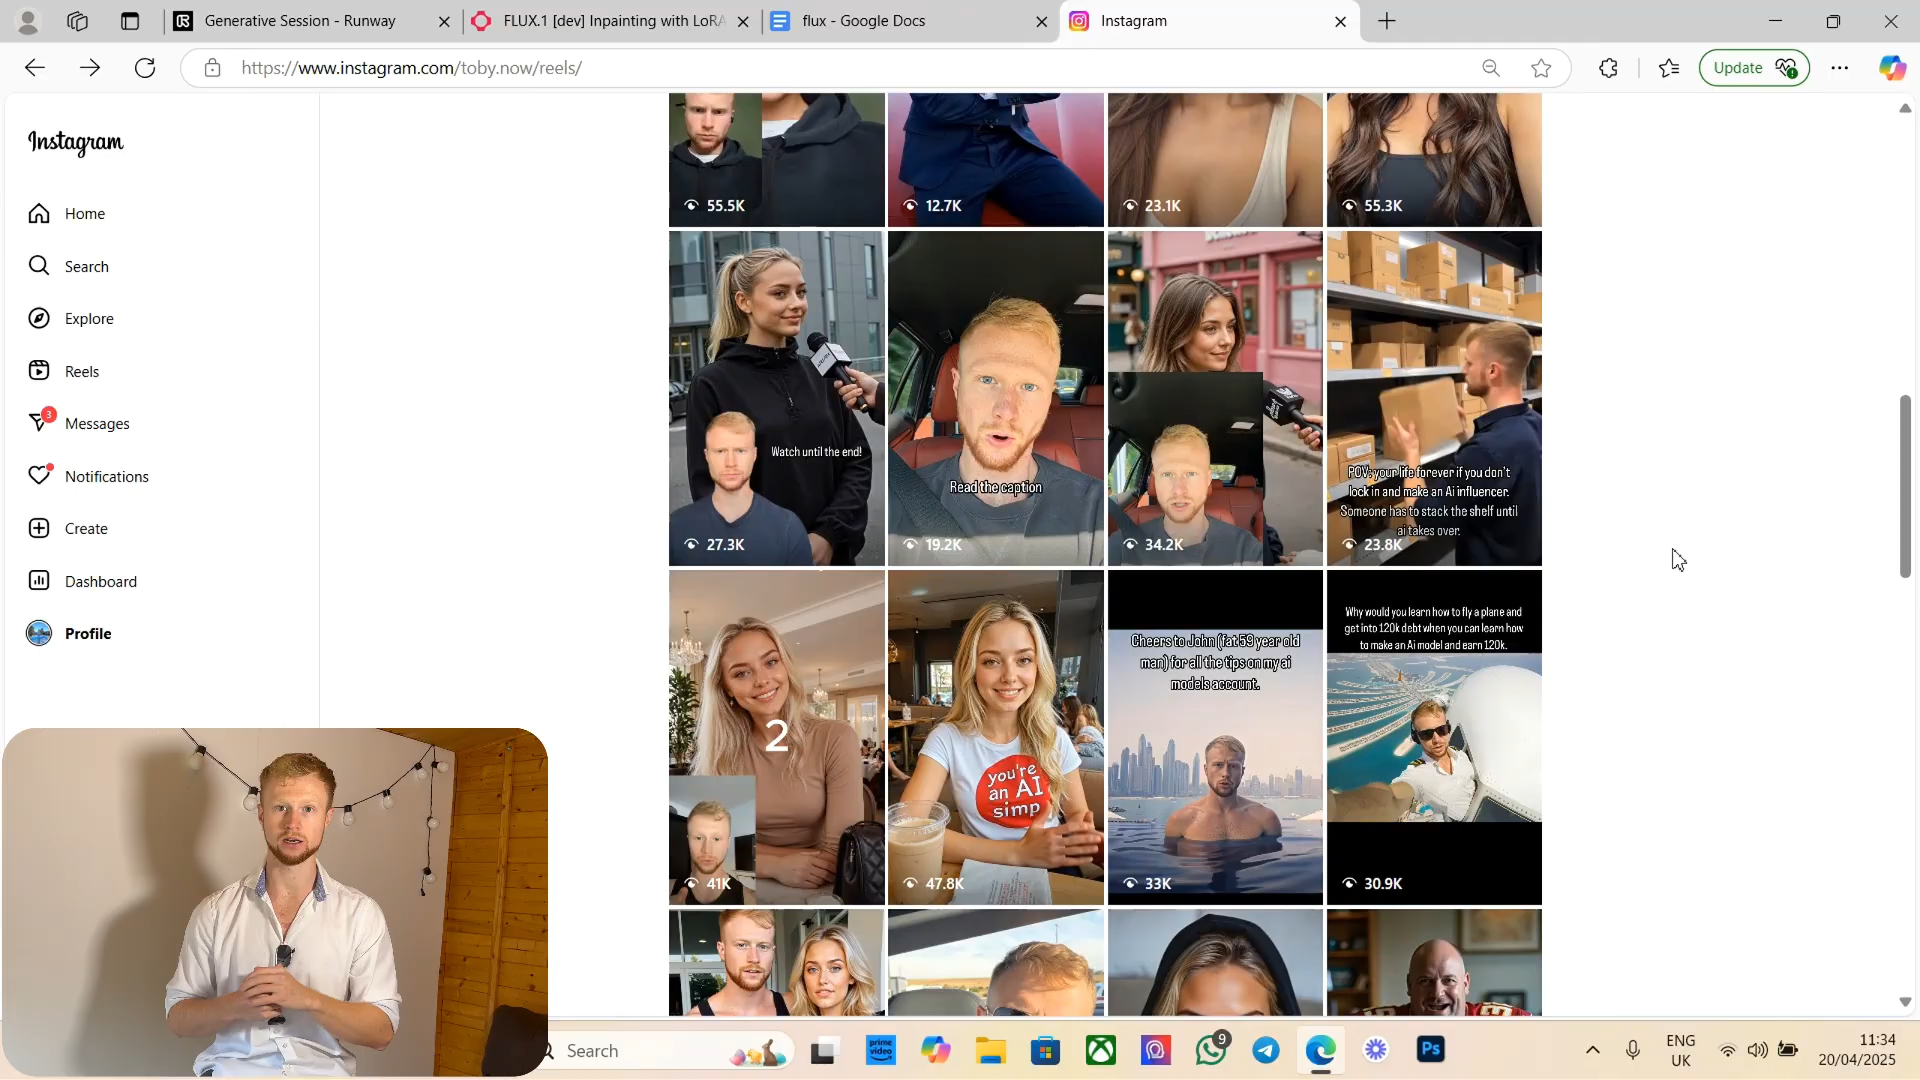 Generative Session - Runway
FLUX.1 [dev] Inpainting with LoRA
flux - Google Docs
Instagram
https://www.instagram.com/toby.now/reels/
Update
Instagram
Home
Search
Explore
Reels
3
Messages
Notifications
Create
Dashboard
Profile
55.5K
12.7K
23.1K
55.3K
Watch until the end!
27.3K
Read the caption
19.2K
34.2K
POV: your life forever if you don't
lock in and make an Ai influencer.
Someone has to stack the shelf until
ai takes over.
23.8K
2
41K
you're
an AI
simp
47.8K
Cheers to John (fat 59 year old
man) for all the tips on my ai
models account.
33K
Why would you learn how to fly a plane and
get into 120k debt when you can learn how
to make an Ai model and earn 120k.
30.9K
Search
prime
video
9
Ps
ENG
UK
11:34
20/04/2025